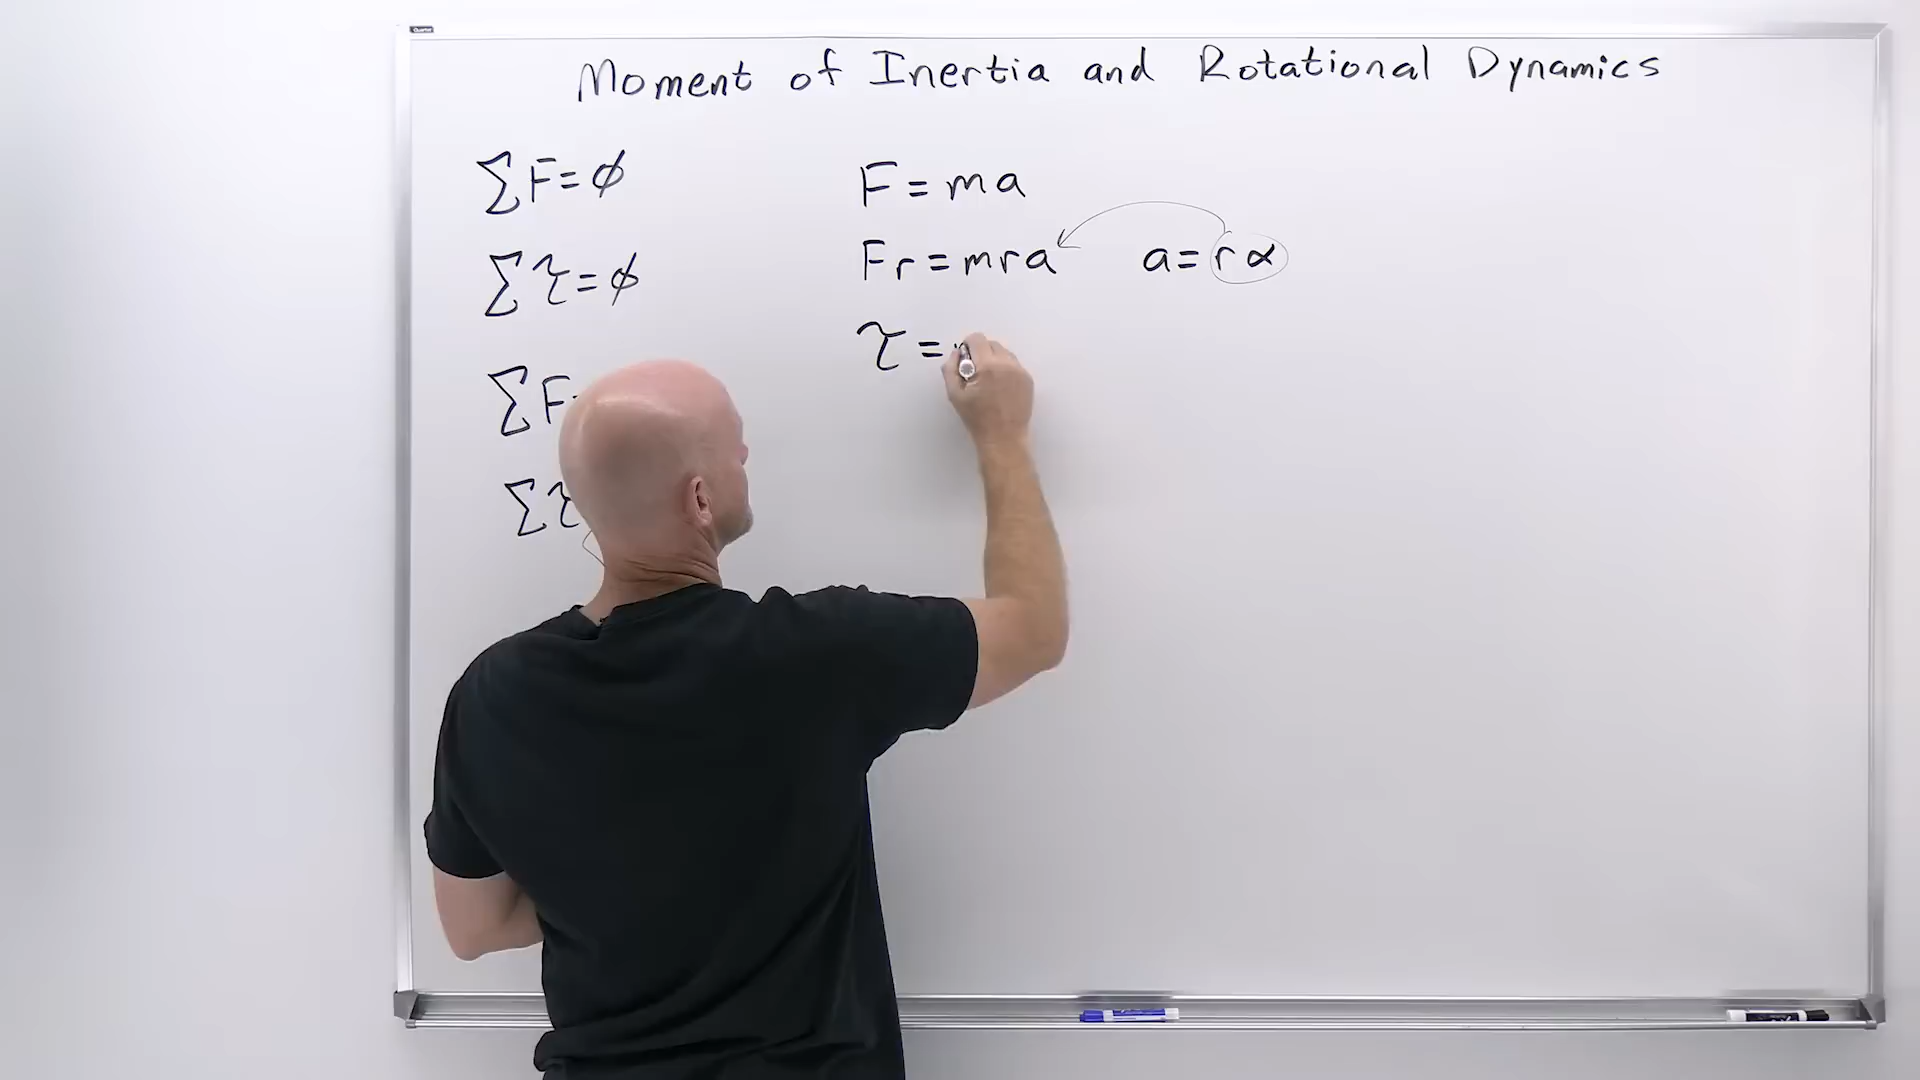 Moment of Inertia and Rotational Dynamics
ΣF=ϕ
Στ=ϕ
ΣF=
Στ
F=ma
Fr=mra
a=rα
τ=